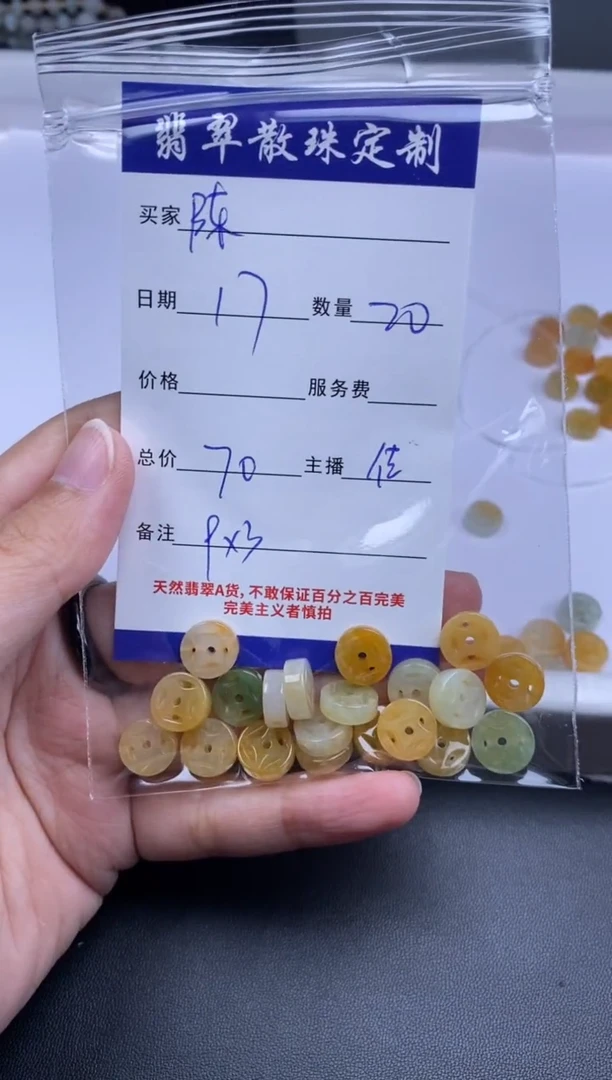 翡翠散珠定制
买家 陈
日期 17 数量 20
价格 服务费
总价 70 主播 佳
备注 9x3
天然翡翠A货，不敢保证百分之百完美
完美主义者慎拍